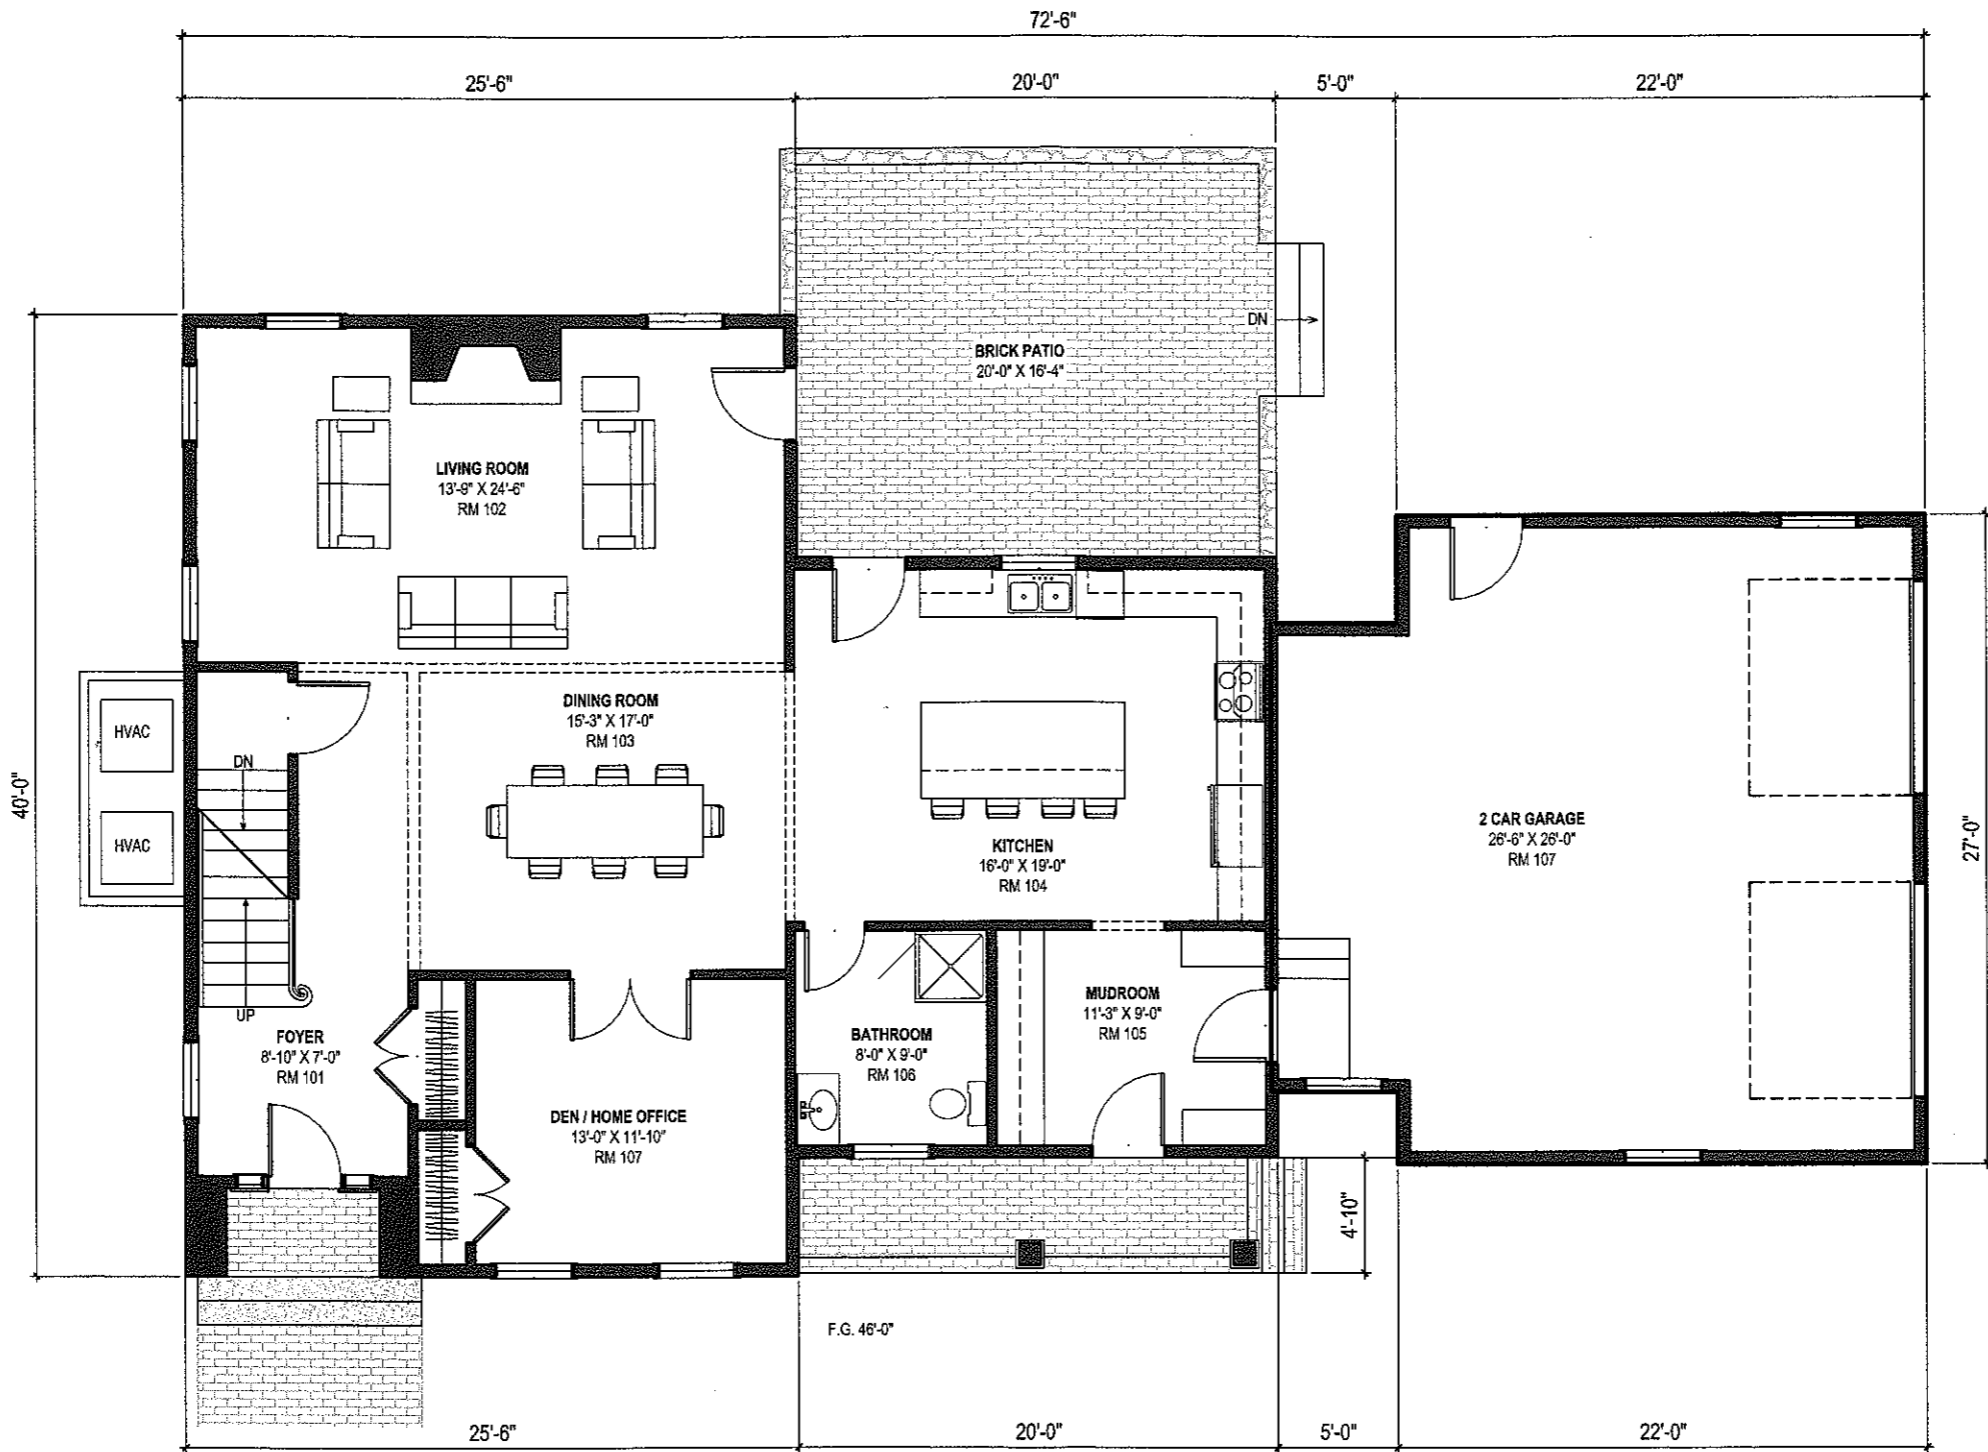 72'-6"
25'-6"
20'-0"
5'-0"
22'-0"
DN
BRICK PATIO
20'-0" X 16'-4"
LIVING ROOM
13'-9" X 24'-6"
RM 102
DINING ROOM
15'-3" X 17'-0"
RM 103
HVAC
DN
40'-0"
HVAC
KITCHEN
16'-0" X 19'-0"
RM 104
2 CAR GARAGE
26'-6" X 26'-0"
RM 107
27'-0"
UP
FOYER
8'-10" X 7'-0"
RM 101
BATHROOM
8'-0" X 9'-0"
RM 106
MUDROOM
11'-3" X 9'-0"
RM 105
DEN / HOME OFFICE
13'-0" X 11'-10"
RM 107
4'-10"
F.G. 46'-0"
25'-6"
20'-0"
5'-0"
22'-0"